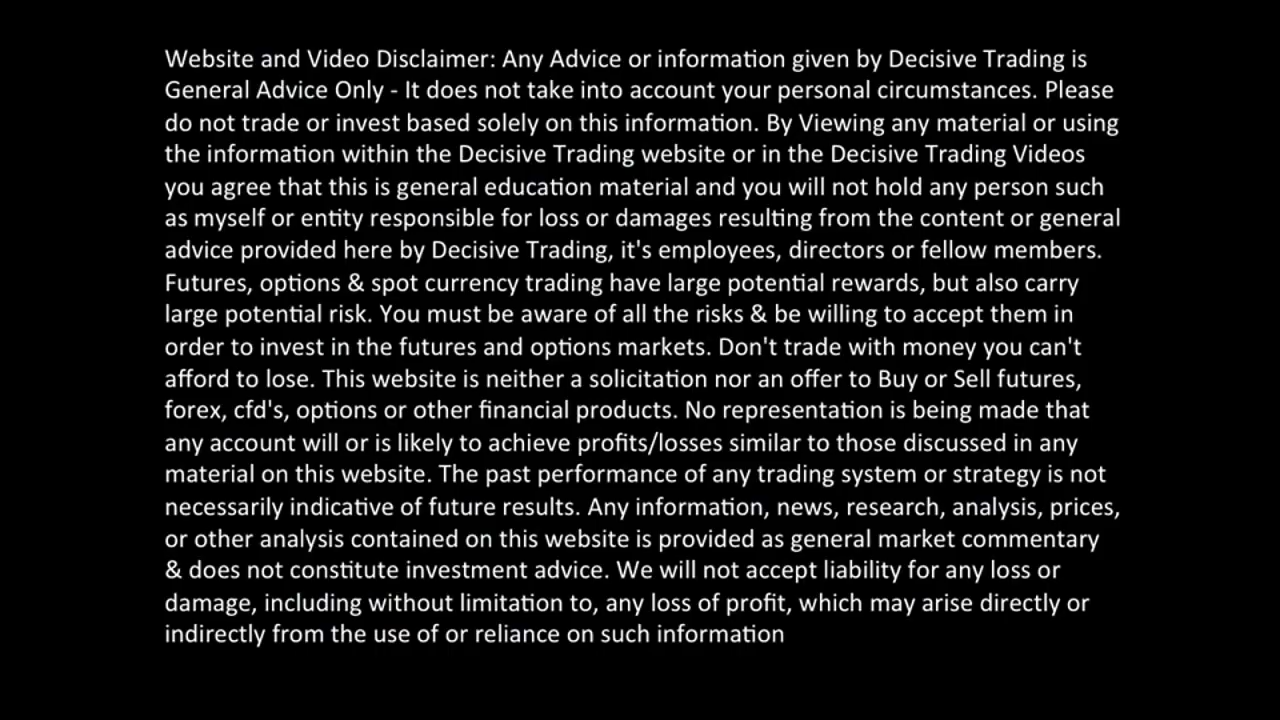 Website and Video Disclaimer: Any Advice or information given by Decisive Trading is
General Advice Only - It does not take into account your personal circumstances. Please
do not trade or invest based solely on this information. By Viewing any material or using
the information within the Decisive Trading website or in the Decisive Trading Videos
you agree that this is general education material and you will not hold any person such
as myself or entity responsible for loss or damages resulting from the content or general
advice provided here by Decisive Trading, it's employees, directors or fellow members.
Futures, options & spot currency trading have large potential rewards, but also carry
large potential risk. You must be aware of all the risks & be willing to accept them in
order to invest in the futures and options markets. Don't trade with money you can't
afford to lose. This website is neither a solicitation nor an offer to Buy or Sell futures,
forex, cfd's, options or other financial products. No representation is being made that
any account will or is likely to achieve profits/losses similar to those discussed in any
material on this website. The past performance of any trading system or strategy is not
necessarily indicative of future results. Any information, news, research, analysis, prices,
or other analysis contained on this website is provided as general market commentary
& does not constitute investment advice. We will not accept liability for any loss or
damage, including without limitation to, any loss of profit, which may arise directly or
indirectly from the use of or reliance on such information